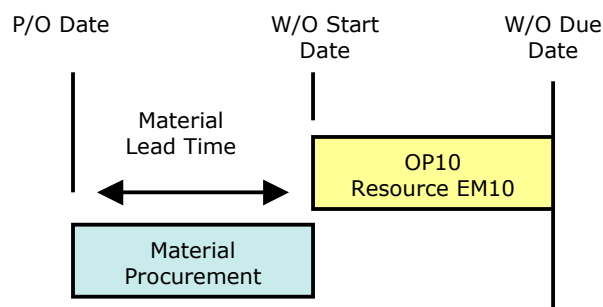 P/O Date
W/O Start
Date
W/O Due
Date
Material
Lead Time
OP10
Resource EM10
Material
Procurement